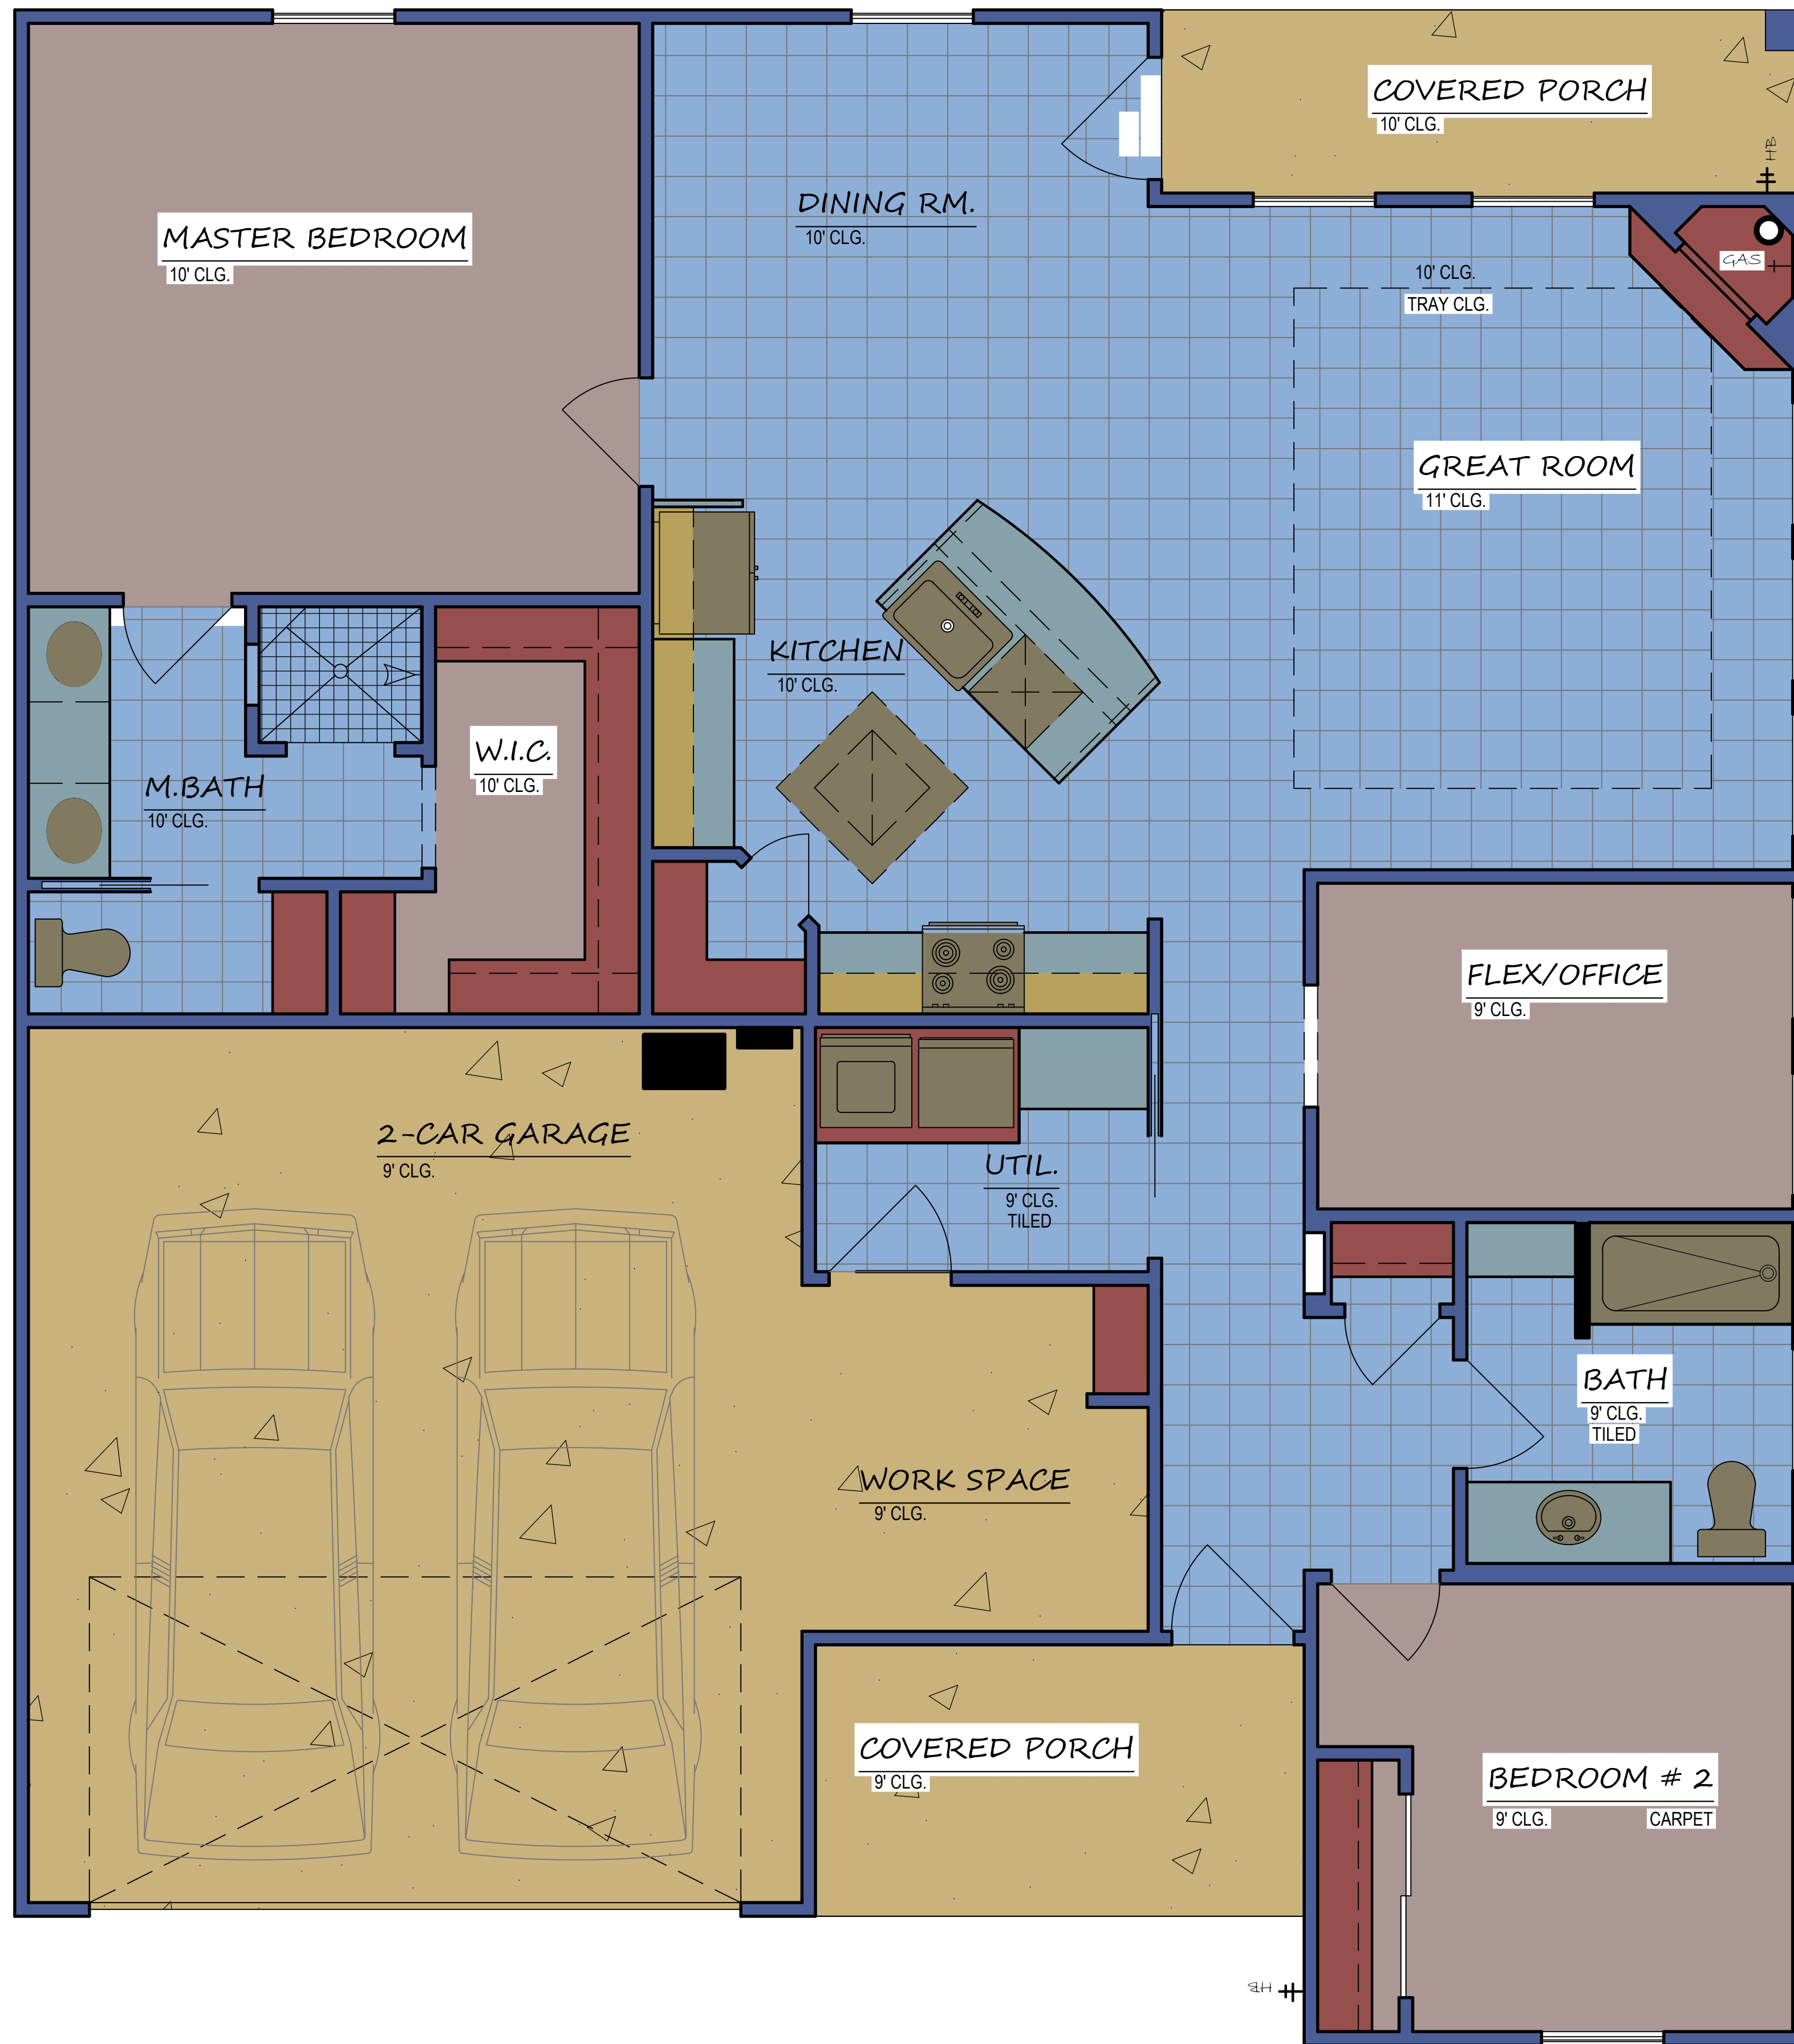 COVERED PORCH
10' CLG.
HB
DINING RM.
10' CLG.
MASTER BEDROOM
10' CLG.
GAS
10' CLG.
TRAY CLG.
GREAT ROOM
11' CLG.
KITCHEN
10' CLG.
W.I.C.
10' CLG.
M.BATH
10' CLG.
FLEX/OFFICE
9' CLG.
2-CAR GARAGE
9' CLG.
UTIL.
9' CLG.
TILED
BATH
9' CLG.
TILED
WORK SPACE
9' CLG.
COVERED PORCH
9' CLG.
BEDROOM # 2
9' CLG. CARPET
HB